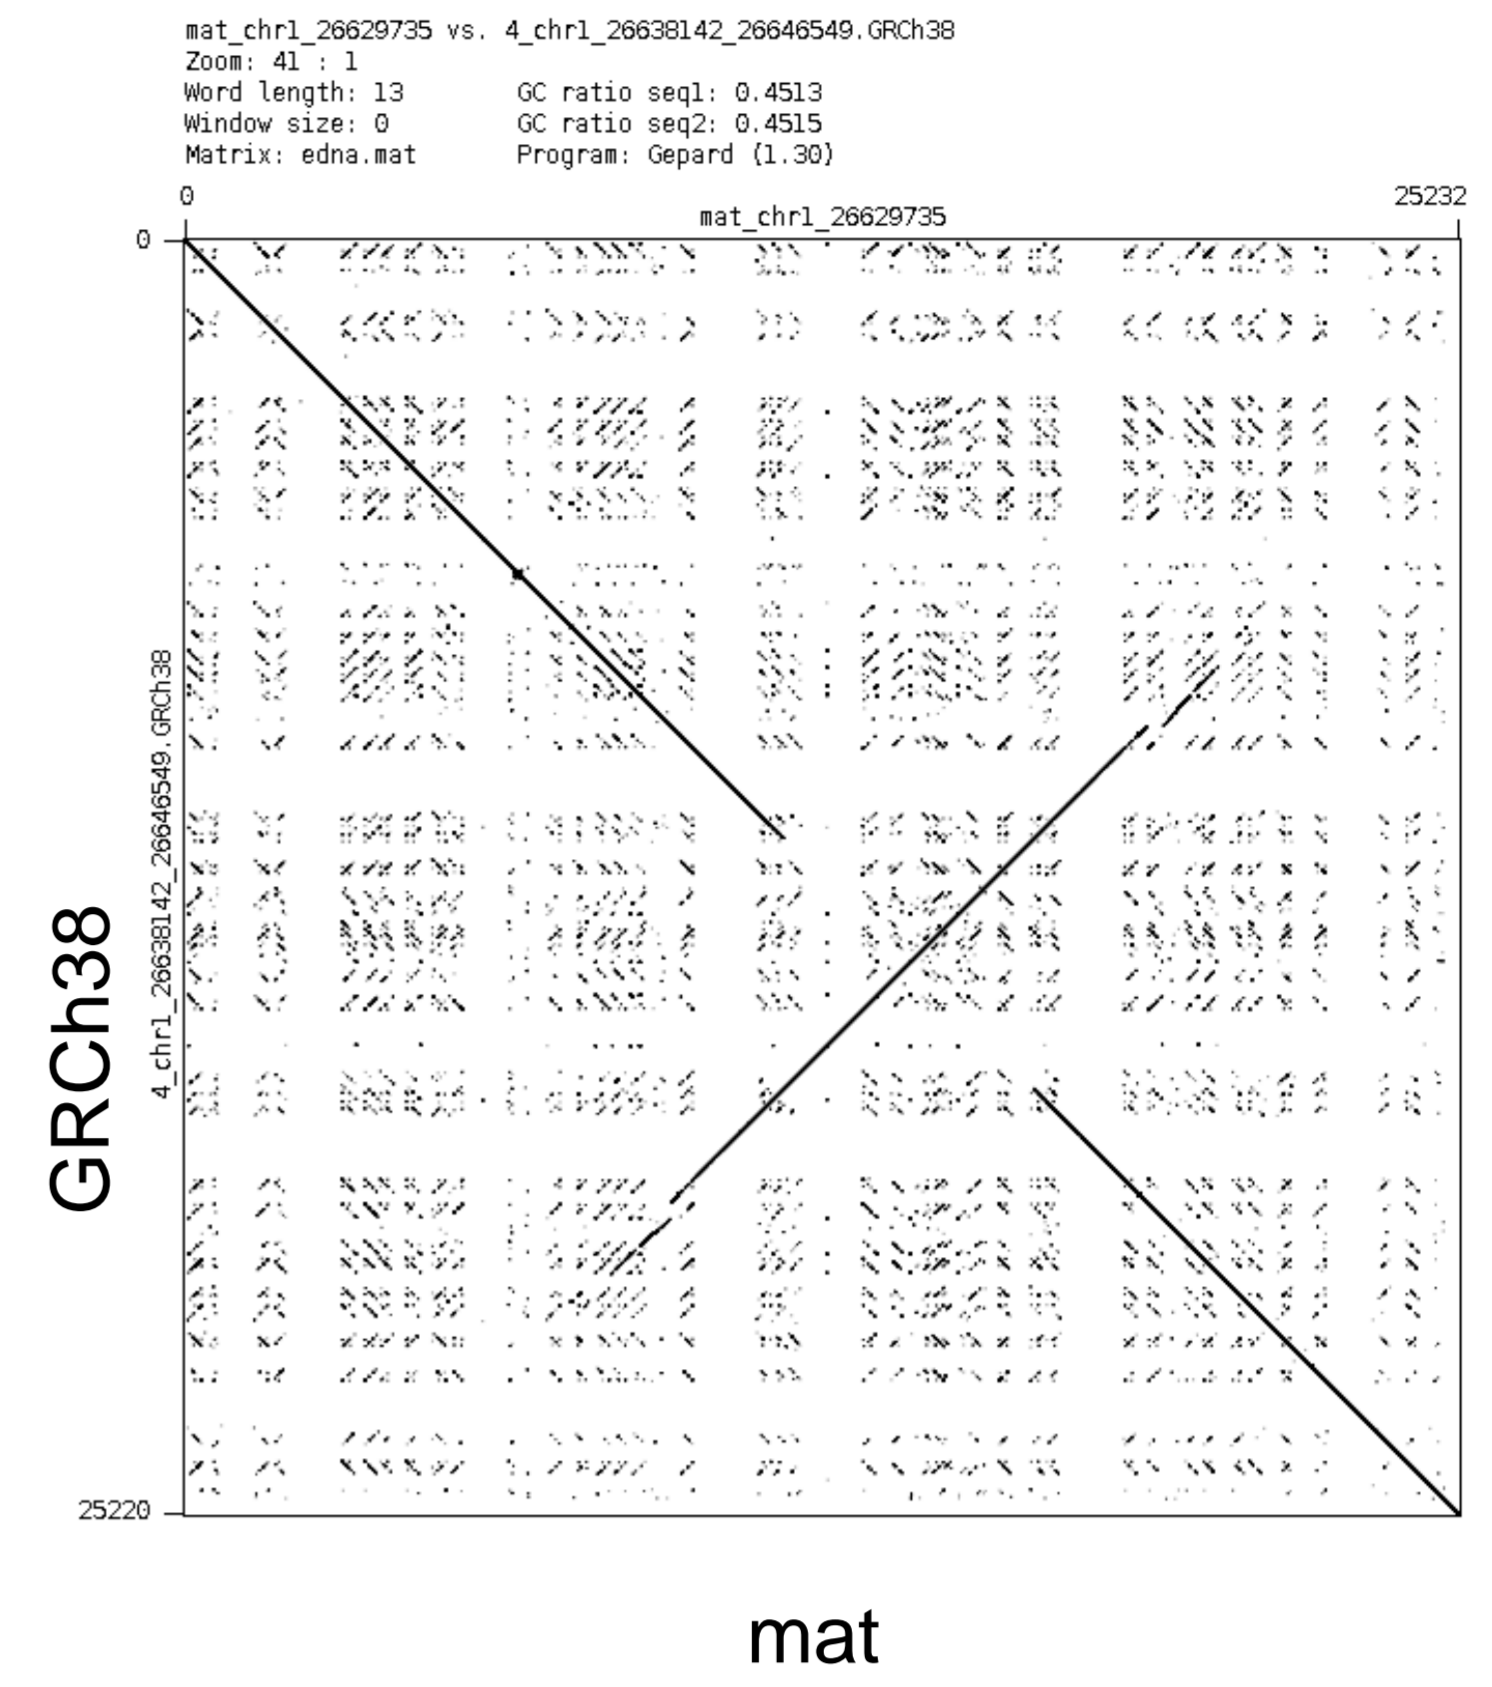 mat_chr1_26629735 vs. 4_chr1_26638142_26646549.GRCh38
Zoom: 41 : 1
Word length: 13 GC ratio seq1: 0.4513
Window size: 0 GC ratio seq2: 0.4515
Matrix: edna.mat Program: Gepard (1.30)
0 25232
mat_chr1_26629735
0
4_chr1_26638142_26646549.GRCh38
GRCh38
25220
mat